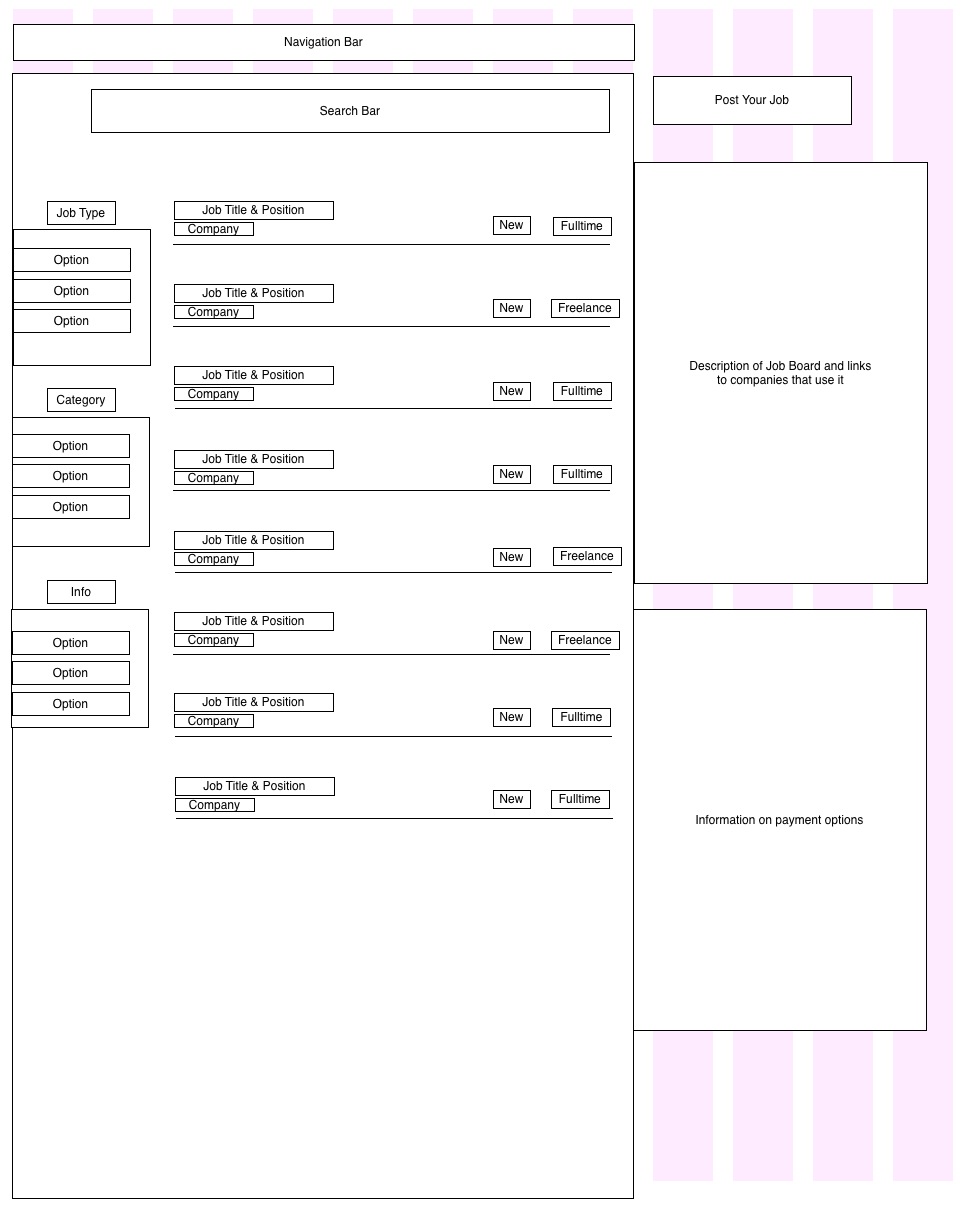 Navigation Bar
Search Bar
Post Your Job
Job Type
Option
Option
Option
Category
Option
Option
Option
Info
Option
Option
Option
Job Title & Position
Company
New
Fulltime
Job Title & Position
Company
New
Freelance
Job Title & Position
Company
New
Fulltime
Job Title & Position
Company
New
Fulltime
Job Title & Position
Company
New
Freelance
Job Title & Position
Company
New
Freelance
Job Title & Position
Company
New
Fulltime
Job Title & Position
Company
New
Fulltime
Description of Job Board and links
to companies that use it
Information on payment options